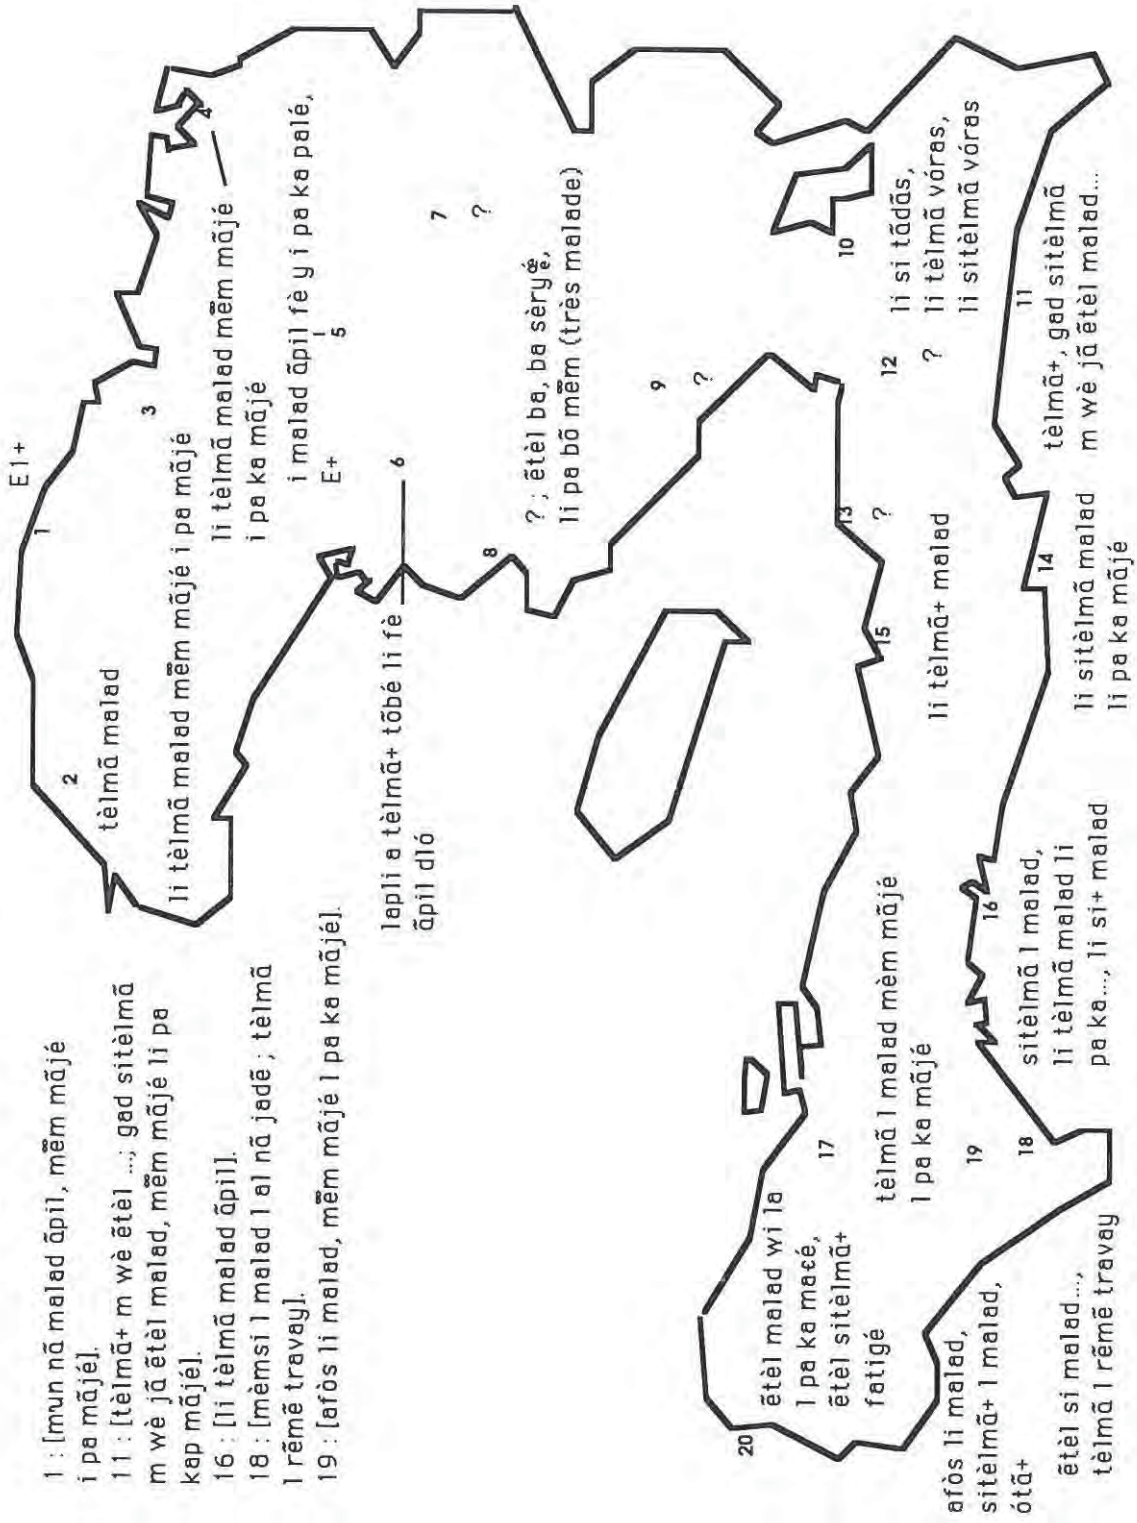 1 : [mun nã malad ãpil, mẽm mãjé
i pa mãjé].
11 : [tèlmã+ m wè ẽtèl ...; gad sitèlmã
m wè jã ẽtèl malad, mẽm mãjé li pa
kap mãjé].
16 : [li tèlmã malad ãpil].
18 : [mèmsi l malad l al nã jadẽ ; tèlmã
l rẽmẽ travay].
19 : [afòs li malad, mẽm mãjé l pa ka mãjé].
E1+
1
2
tèlmã malad
3
li tèlmã malad mẽm mãjé i pa mãjé
4
li tèlmã malad mẽm mãjé
i pa ka mãjé
i malad ãpil fè y i pa ka palé,
E+
5
6
lapli a tèlmã+ tõbé li fè
ãpil dló
7
?
8
? ; ẽtèl ba, ba sèryœ̃,
li pa bõ mẽm (très malade)
9
?
10
li si tãdãs,
li tèlmã vóras,
li sitèlmã vóras
11
tèlmã+, gad sitèlmã
m wè jã ẽtèl malad...
12
?
13
?
14
li sitèlmã malad
li pa ka mãjé
15
li tèlmã+ malad
16
sitèlmã l malad,
li tèlmã malad li
pa ka..., li si+ malad
17
tèlmã l malad mèm mãjé
l pa ka mãjé
18
ẽtèl si malad...,
tèlmã l rẽmẽ travay
19
afòs li malad,
sitèlmã+ l malad,
ótã+
20
ẽtèl malad wi la
l pa ka maεé,
ẽtèl sitèlmã+
fatigé